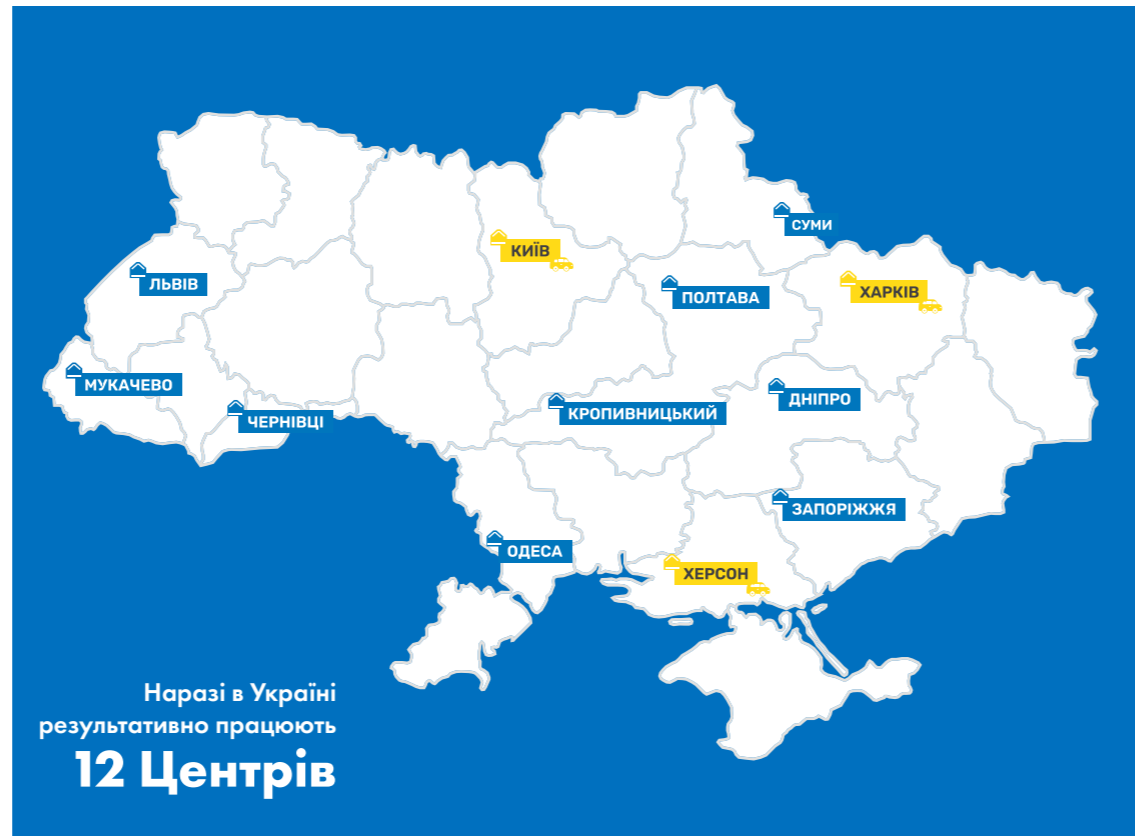 СУМИ
КИЇВ
ЛЬВІВ
ПОЛТАВА
ХАРКІВ
МУКАЧЕВО
ДНІПРО
ЧЕРНІВЦІ
КРОПИВНИЦЬКИЙ
ЗАПОРІЖЖЯ
ОДЕСА
ХЕРСОН
Наразі в Україні
результативно працюють
12 Центрів